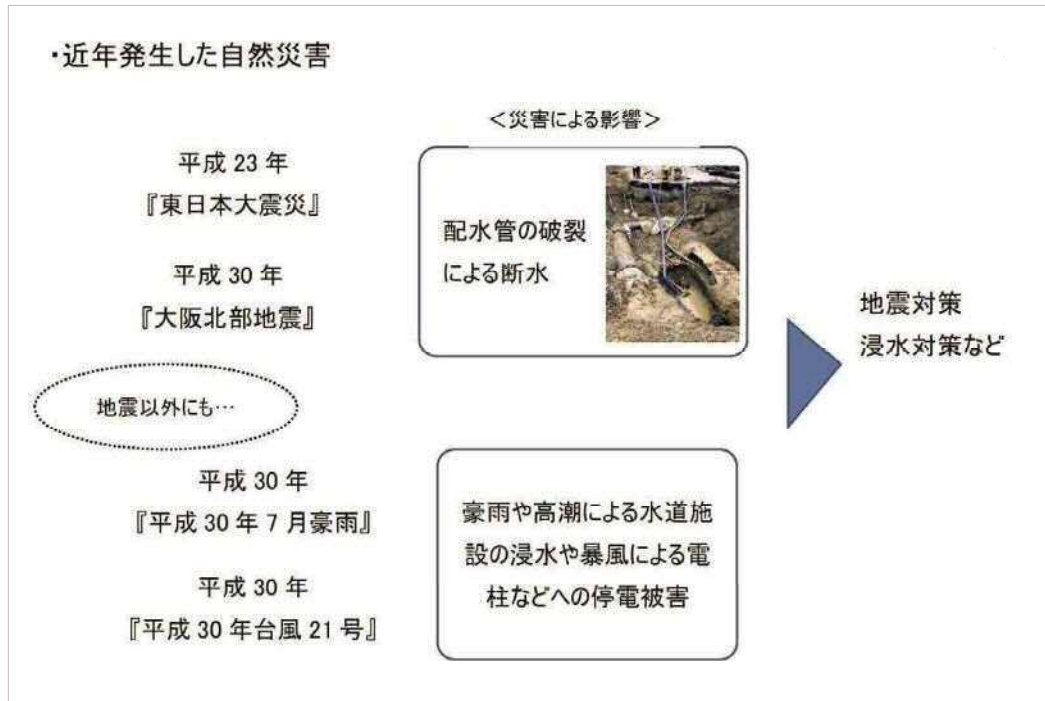 ・近年発生した自然災害
＜災害による影響＞
平成 23 年
『東日本大震災』
平成 30 年
『大阪北部地震』
配水管の破裂
による断水
地震対策
浸水対策など
地震以外にも…
平成 30 年
『平成 30 年 7 月豪雨』
平成 30 年
『平成 30 年台風 21 号』
豪雨や高潮による水道施
設の浸水や暴風による電
柱などへの停電被害